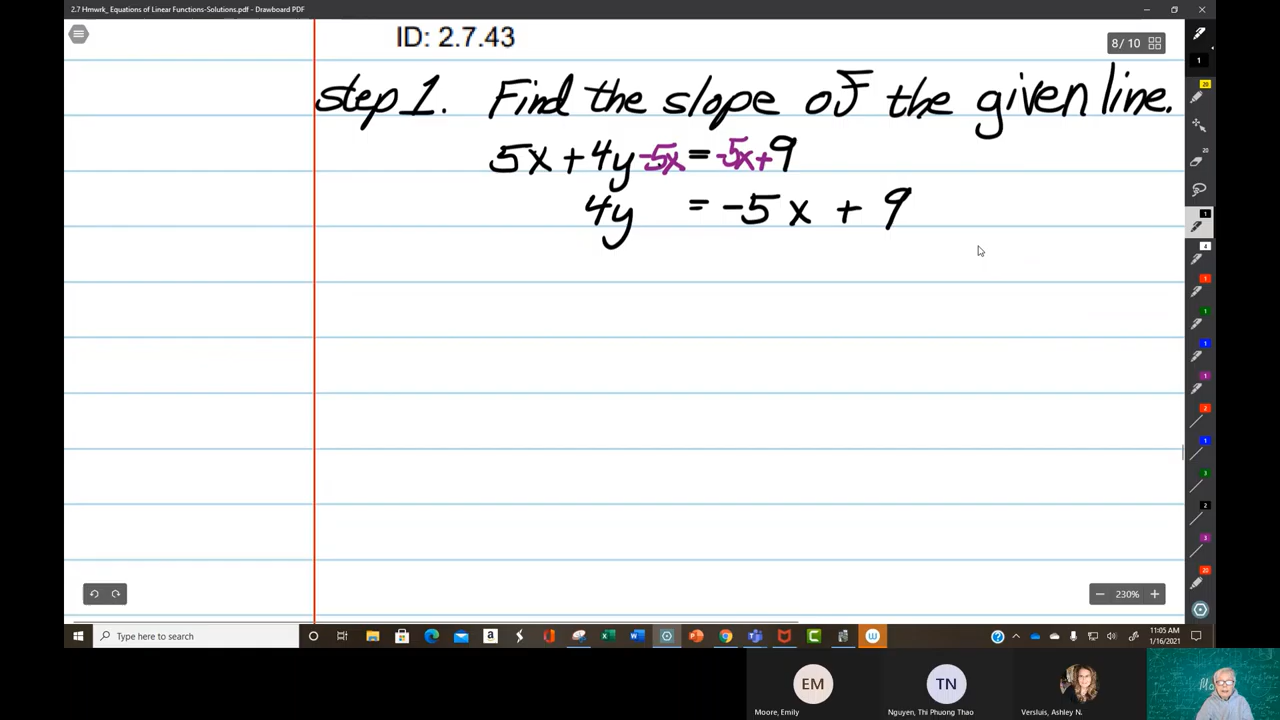 2.7 Hmwrk_ Equations of Linear Functions-Solutions.pdf - Drawboard PDF
ID: 2.7.43
8 / 10
step 1. Find the slope of the given line.
5x + 4y -5x = -5x + 9
4y = -5x + 9
230%
Type here to search
11:05 AM
1/16/2021
EM
TN
Moore, Emily
Nguyen, Thi Phuong Thao
Versluis, Ashley N.